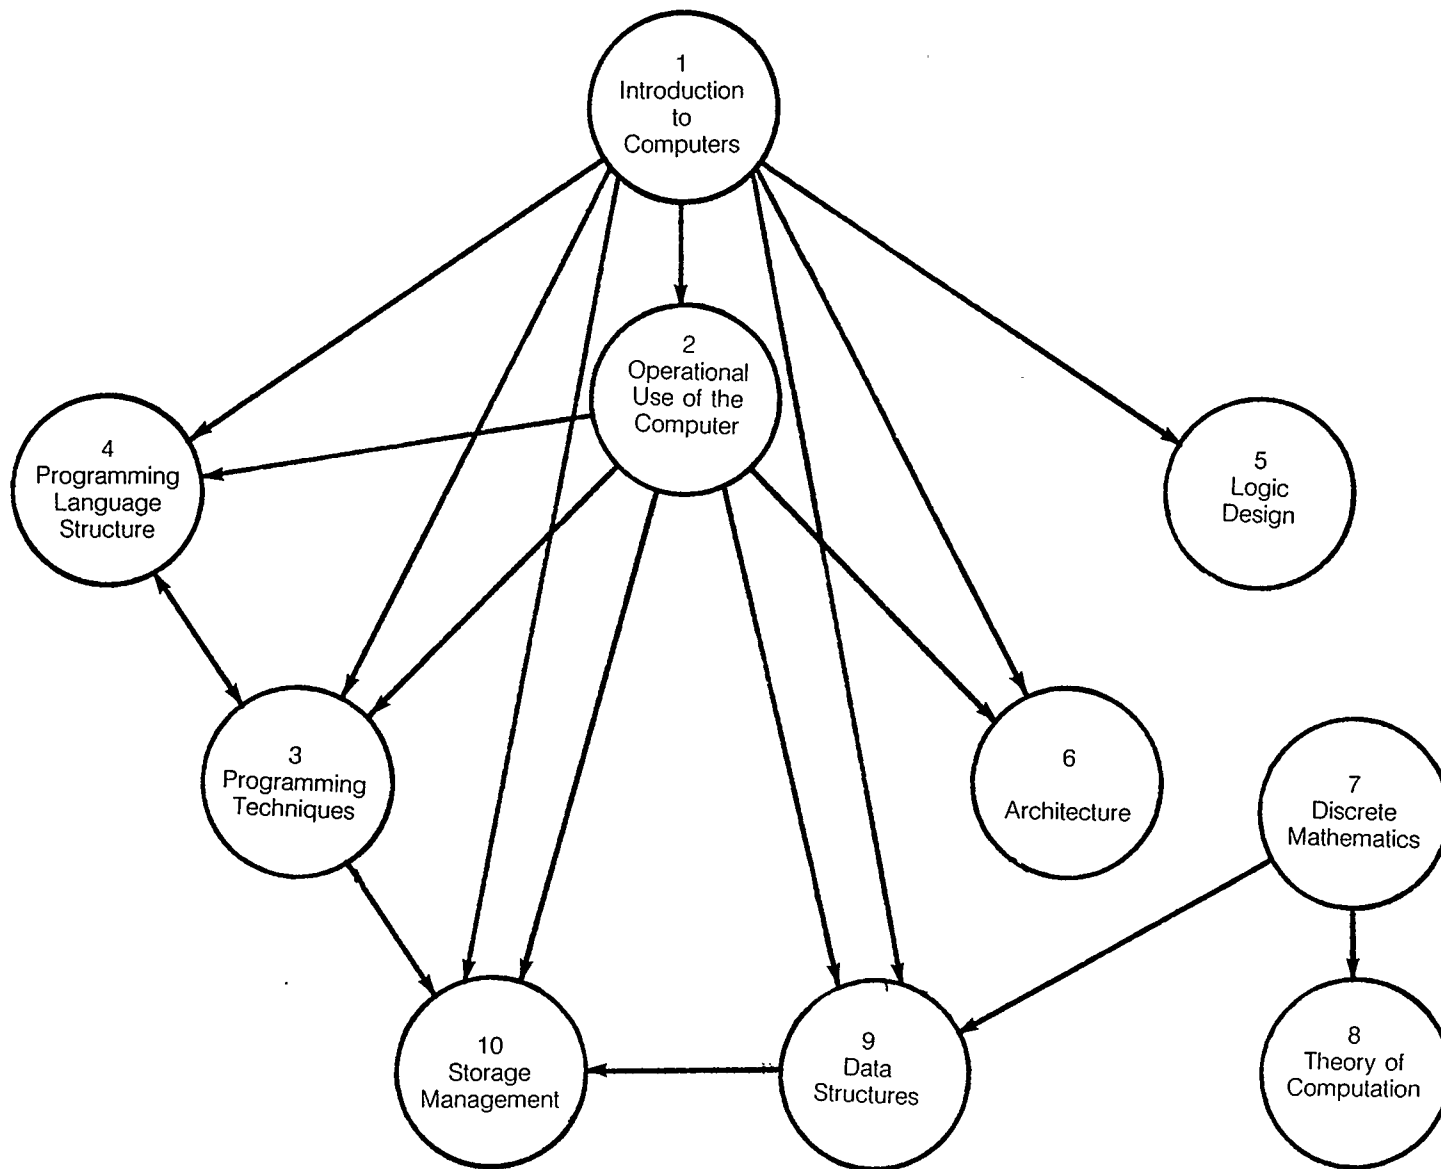 1
Introduction
to
Computers
2
Operational
Use of the
Computer
4
Programming
Language
Structure
5
Logic
Design
3
Programming
Techniques
6
Architecture
7
Discrete
Mathematics
10
Storage
Management
9
Data
Structures
8
Theory of
Computation